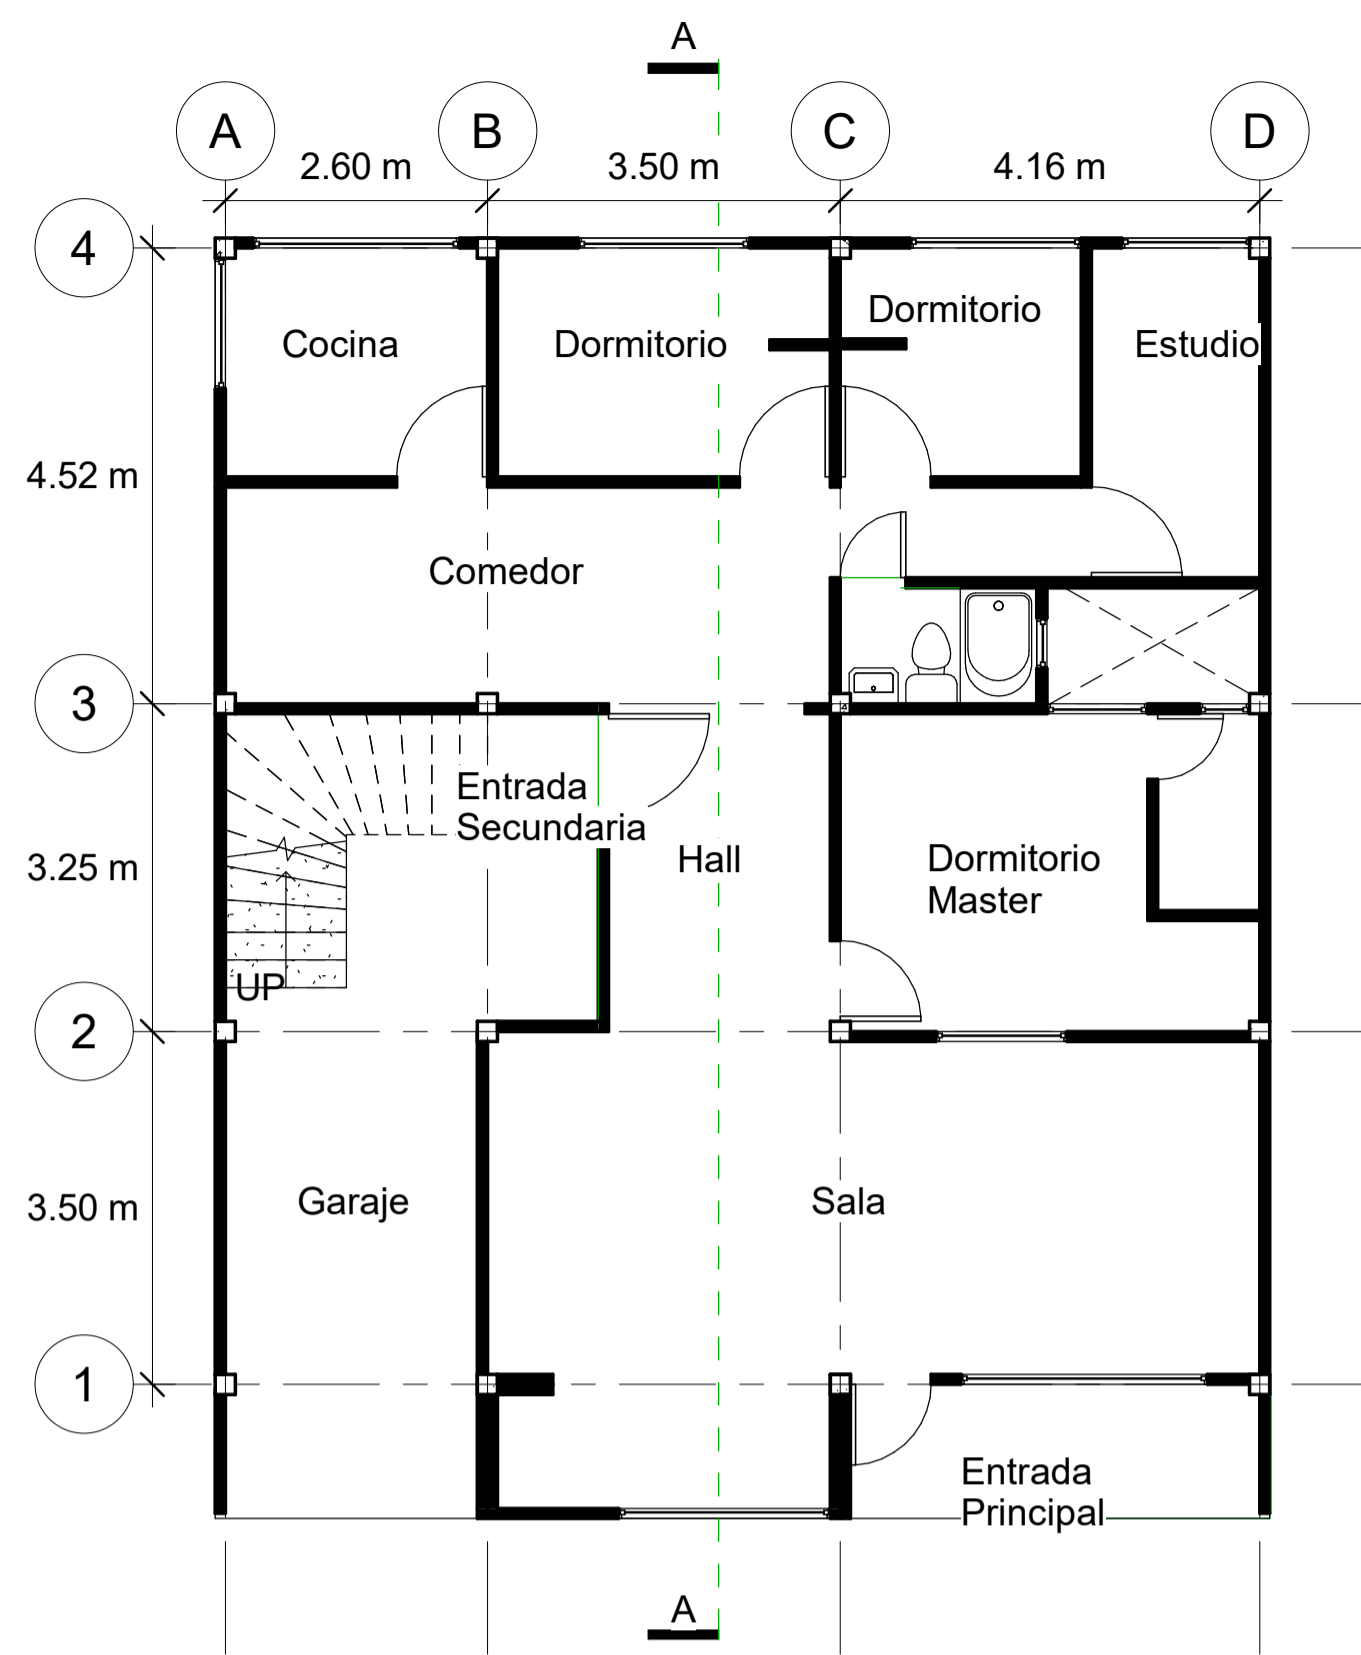 A
A
B
C
D
2.60 m
3.50 m
4.16 m
4
Dormitorio
Cocina
Dormitorio
Estudio
4.52 m
Comedor
3
Entrada
Secundaria
Hall
3.25 m
Dormitorio
Master
UP
2
Garaje
Sala
3.50 m
1
Entrada
Principal
A